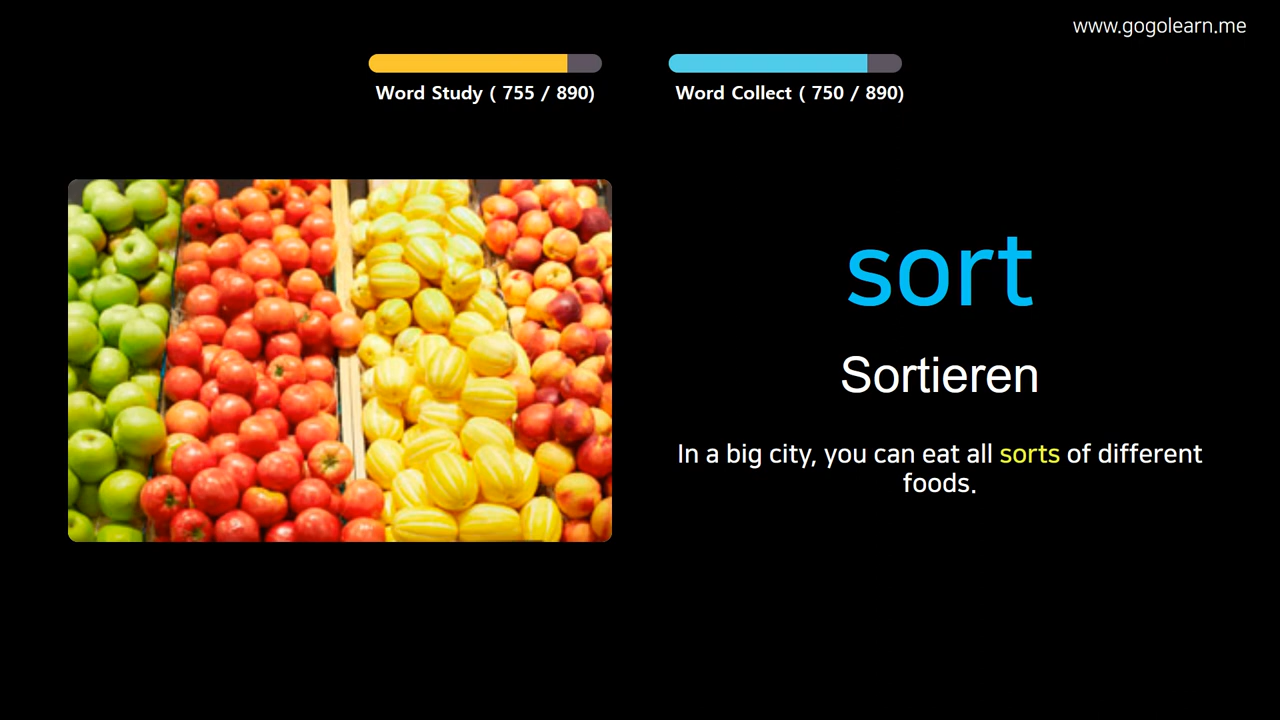 www.gogolearn.me
Word Study ( 755 / 890)
Word Collect ( 750 / 890)
sort
Sortieren
In a big city, you can eat all sorts of different
foods.